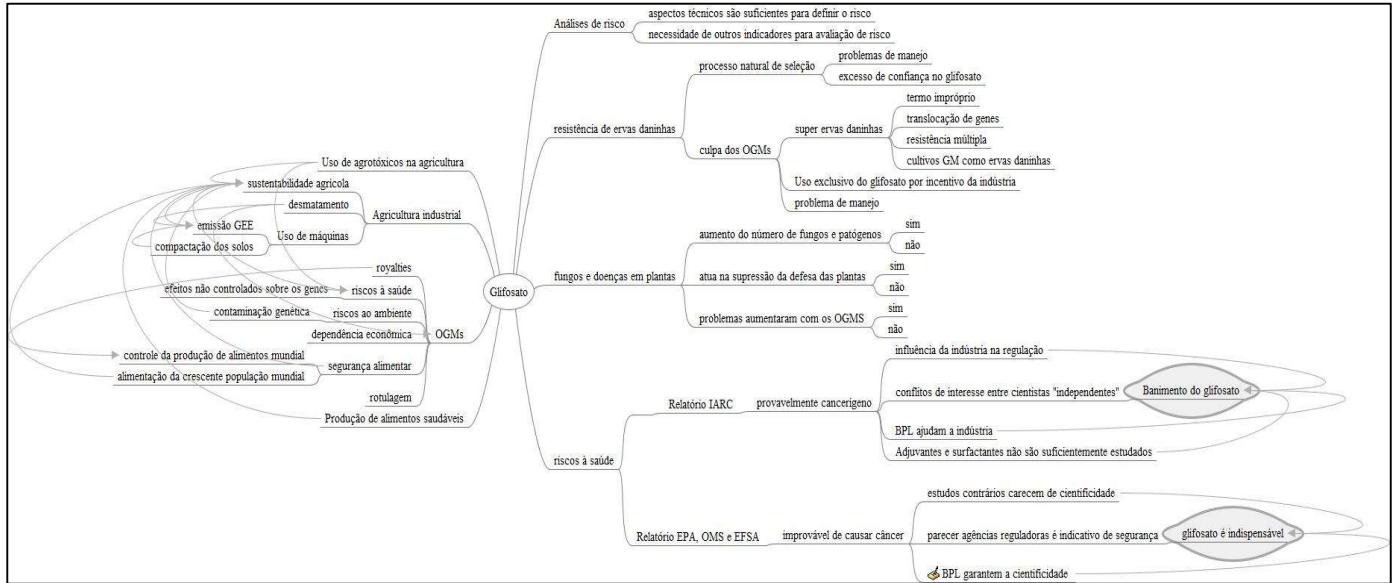 Glifosato
Análises de risco
aspectos técnicos são suficientes para definir o risco
necessidade de outros indicadores para avaliação de risco
resistência de ervas daninhas
processo natural de seleção
problemas de manejo
excesso de confiança no glifosato
culpa dos OGMs
super ervas daninhas
termo impróprio
translocação de genes
resistência múltipla
cultivos GM como ervas daninhas
Uso exclusivo do glifosato por incentivo da indústria
problema de manejo
fungos e doenças em plantas
aumento do número de fungos e patógenos
sim
não
atua na supressão da defesa das plantas
sim
não
problemas aumentaram com os OGMS
sim
não
riscos à saúde
Relatório IARC
provavelmente cancerígeno
influência da indústria na regulação
conflitos de interesse entre cientistas "independentes"
Banimento do glifosato
BPL ajudam a indústria
Adjuvantes e surfactantes não são suficientemente estudados
Relatório EPA, OMS e EFSA
improvável de causar câncer
estudos contrários carecem de cientificidade
parecer agências reguladoras é indicativo de segurança
glifosato é indispensável
BPL garantem a cientificidade
Uso de agrotóxicos na agricultura
Agricultura industrial
sustentabilidade agrícola
desmatamento
Uso de máquinas
emissão GEE
compactação dos solos
OGMs
royalties
riscos à saúde
efeitos não controlados sobre os genes
riscos ao ambiente
contaminação genética
dependência econômica
segurança alimentar
controle da produção de alimentos mundial
alimentação da crescente população mundial
rotulagem
Produção de alimentos saudáveis